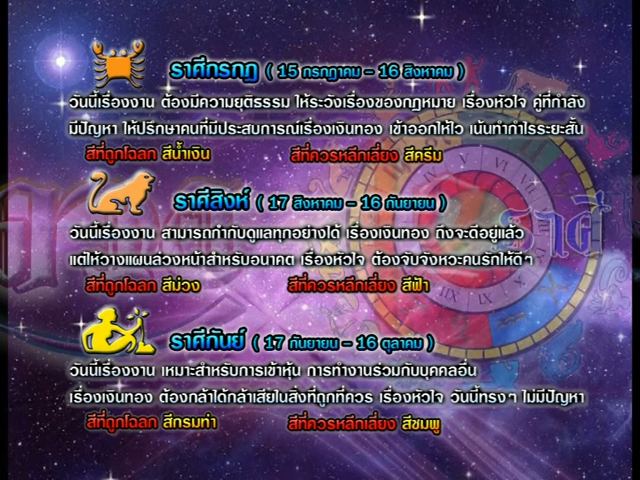 ราศีกรกฎ ( 15 กรกฎาคม - 16 สิงหาคม )
วันนี้เรื่องงาน ต้องมีความยุติธรรม ให้ระวังเรื่องของกฎหมาย เรื่องหัวใจ คู่ที่กำลัง
มีปัญหา ให้ปรึกษาคนที่มีประสบการณ์เรื่องเงินทอง เข้าออกให้ไว เน้นทำกำไรระยะสั้น
สีที่ถูกโฉลก สีน้ำเงิน สีที่ควรหลีกเลี่ยง สีครีม
ราศีสิงห์ ( 17 สิงหาคม - 16 กันยายน )
วันนี้เรื่องงาน สามารถกำกับดูแลทุกอย่างได้ เรื่องเงินทอง ถึงจะดีอยู่แล้ว
แต่ให้วางแผนล่วงหน้าสำหรับอนาคต เรื่องหัวใจ ต้องจับจังหวะคนรักให้ดีๆ
สีที่ถูกโฉลก สีม่วง สีที่ควรหลีกเลี่ยง สีฟ้า
ราศีกันย์ ( 17 กันยายน - 16 ตุลาคม )
วันนี้เรื่องงาน เหมาะสำหรับการเข้าหุ้น การทำงานร่วมกับบุคคลอื่น
เรื่องเงินทอง ต้องกล้าได้กล้าเสียในสิ่งที่ถูกที่ควร เรื่องหัวใจ วันนี้ทรงๆ ไม่มีปัญหา
สีที่ถูกโฉลก สีกรมท่า สีที่ควรหลีกเลี่ยง สีชมพู